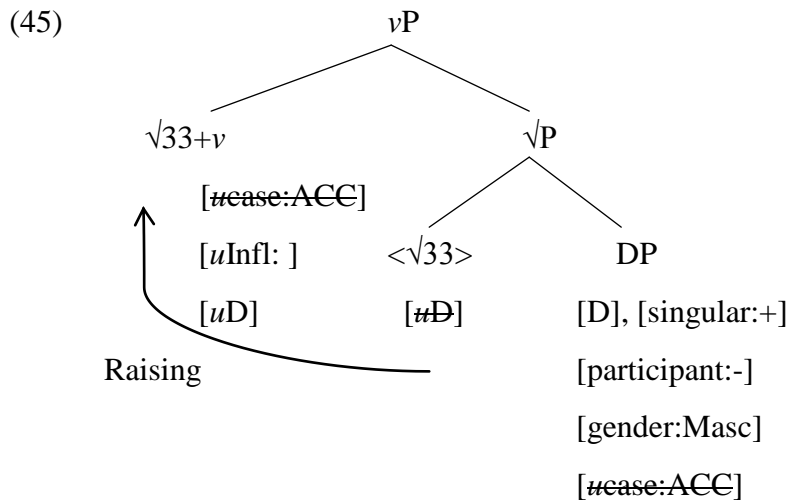 (45) vP
√33+v √P
[ucase:ACC]
[uInfl: ] <√33> DP
[uD] [uD] [D], [singular:+]
Raising [participant:-]
[gender:Masc]
[ucase:ACC]